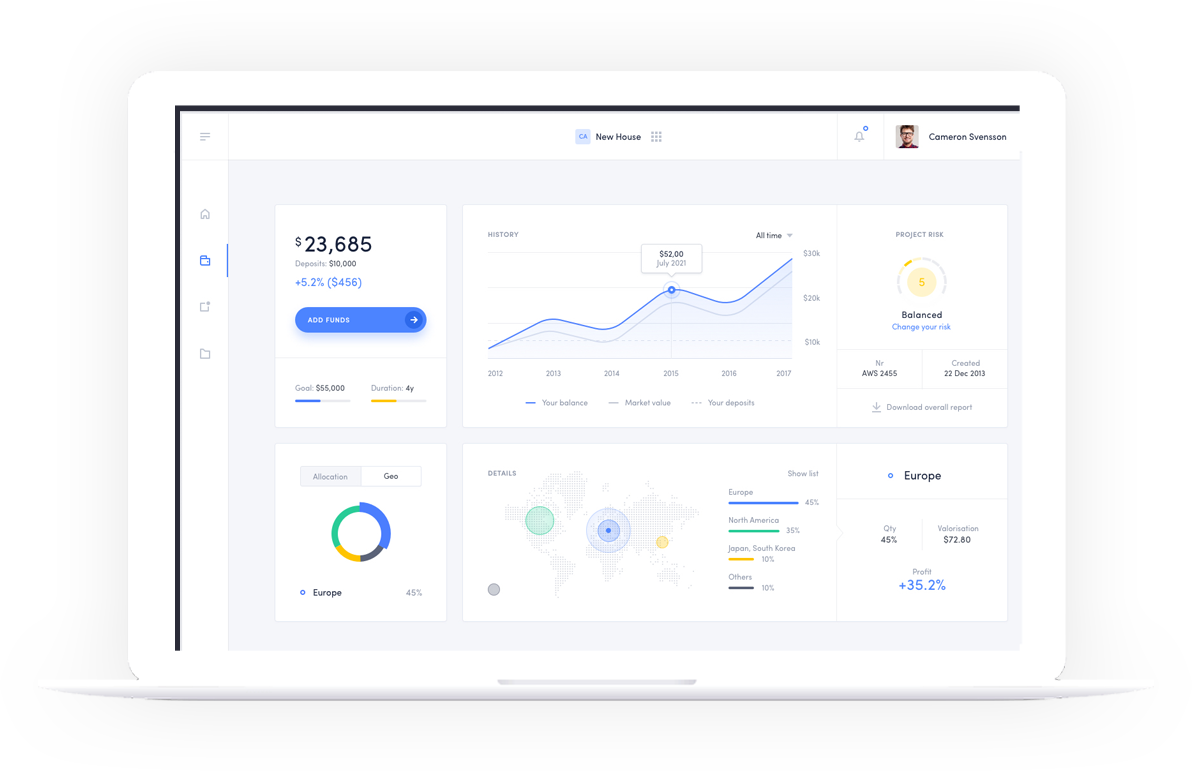 CA New House
Cameron Svensson
$23,685
Deposits: $10,000
+5.2% ($456)
ADD FUNDS
Goal: $55,000
Duration: 4y
HISTORY
All time
$52,00
July 2021
$30k
$20k
$10k
2012 2013 2014 2015 2016 2017
Your balance Market value Your deposits
PROJECT RISK
5
Balanced
Change your risk
Nr
AWS 2455
Created
22 Dec 2013
Download overall report
Allocation Geo
Europe 45%
DETAILS
Show list
Europe
45%
North America
35%
Japan, South Korea
10%
Others
10%
Europe
Qty
45%
Valorisation
$72.80
Profit
+35.2%